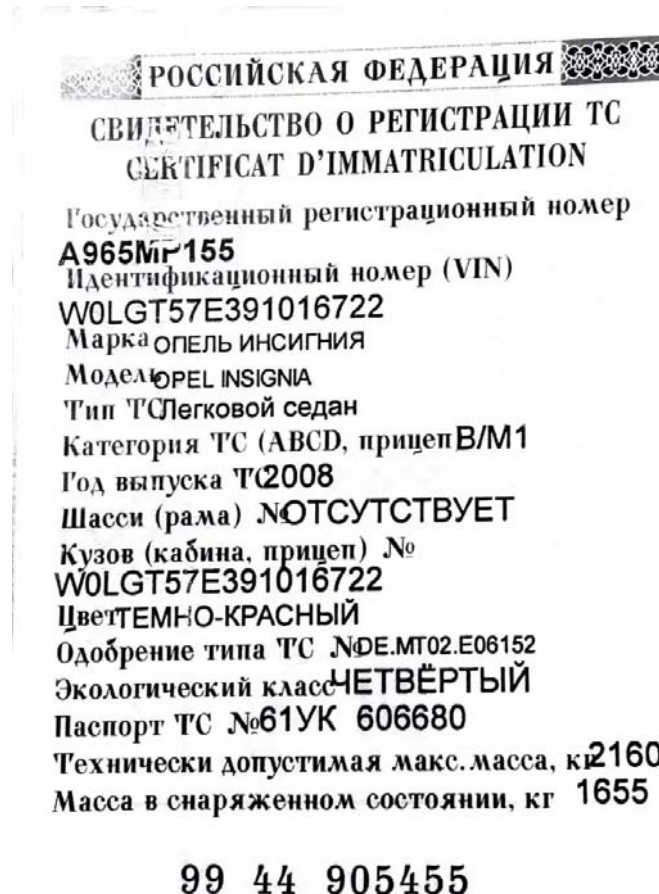 РОССИЙСКАЯ ФЕДЕРАЦИЯ
СВИДЕТЕЛЬСТВО О РЕГИСТРАЦИИ ТС
CERTIFICAT D'IMMATRICULATION
Государственный регистрационный номер
А965МР155
Идентификационный номер (VIN)
W0LGT57E391016722
Марка ОПЕЛЬ ИНСИГНИЯ
Модель OPEL INSIGNIA
Тип ТС Легковой седан
Категория ТС (ABCD, прицеп B/M1
Год выпуска ТС 2008
Шасси (рама) № ОТСУТСТВУЕТ
Кузов (кабина, прицеп) №
W0LGT57E391016722
Цвет ТЕМНО-КРАСНЫЙ
Одобрение типа ТС № DE.MT02.E06152
Экологический класс ЧЕТВЁРТЫЙ
Паспорт ТС № 61УК 606680
Технически допустимая макс. масса, кг 2160
Масса в снаряженном состоянии, кг 1655
99 44 905455